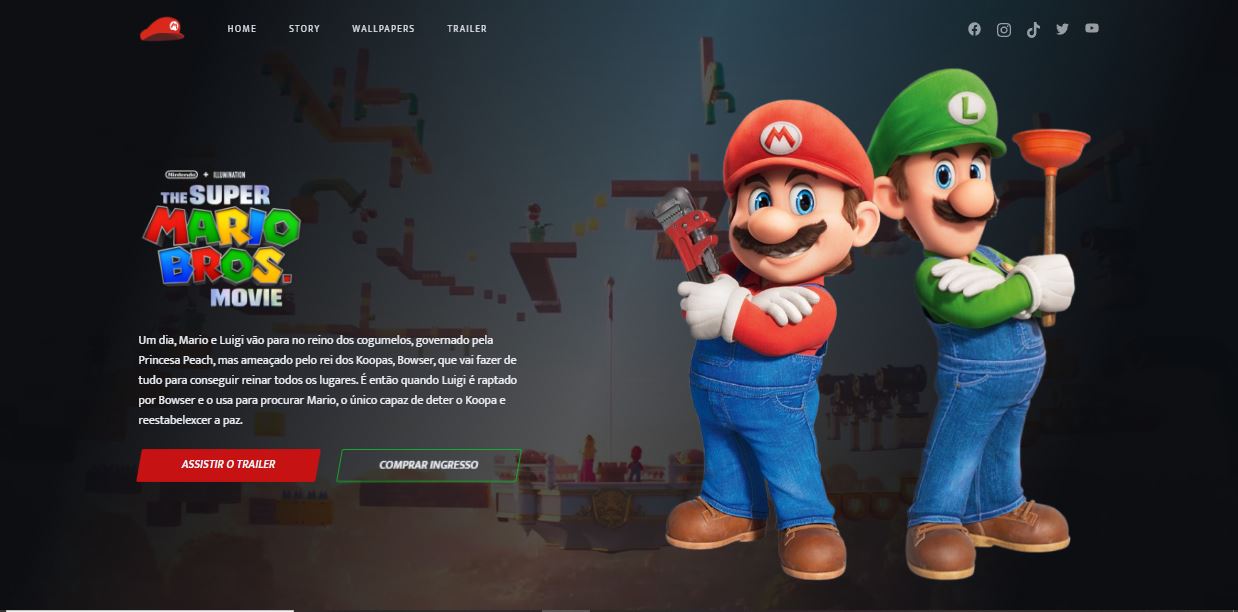 HOME STORY WALLPAPERS TRAILER
M
L
Nintendo + ILLUMINATION
THE SUPER
MARIO
BROS.
MOVIE
Um dia, Mario e Luigi vão para no reino dos cogumelos, governado pela
Princesa Peach, mas ameaçado pelo rei dos Koopas, Bowser, que vai fazer de
tudo para conseguir reinar todos os lugares. É então quando Luigi é raptado
por Bowser e o usa para procurar Mario, o único capaz de deter o Koopa e
reestabelexcer a paz.
ASSISTIR O TRAILER COMPRAR INGRESSO